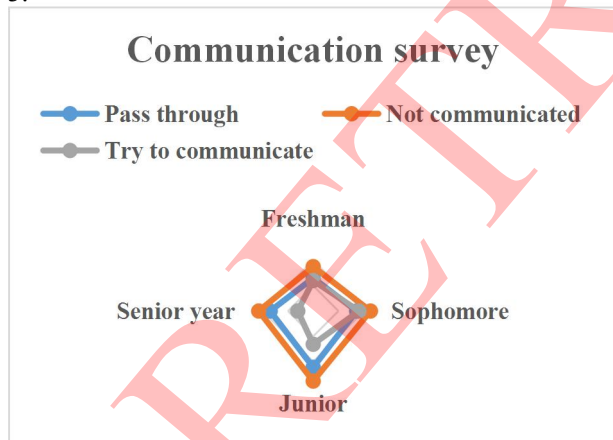 Communication survey
Pass through
Not communicated
Try to communicate
Freshman
Senior year
Sophomore
Junior